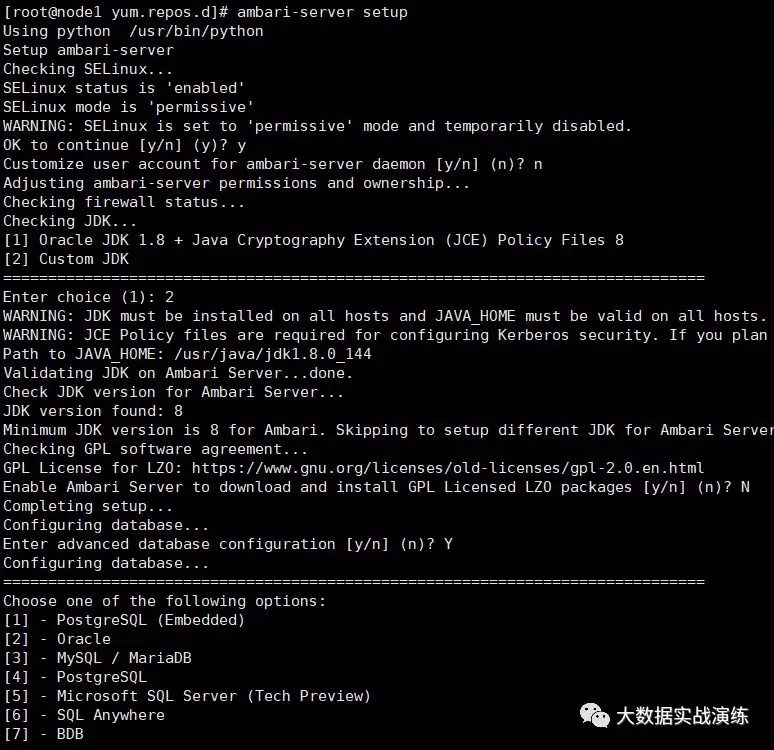 [root@node1 yum.repos.d]# ambari-server setup
Using python  /usr/bin/python
Setup ambari-server
Checking SELinux...
SELinux status is 'enabled'
SELinux mode is 'permissive'
WARNING: SELinux is set to 'permissive' mode and temporarily disabled.
OK to continue [y/n] (y)? y
Customize user account for ambari-server daemon [y/n] (n)? n
Adjusting ambari-server permissions and ownership...
Checking firewall status...
Checking JDK...
[1] Oracle JDK 1.8 + Java Cryptography Extension (JCE) Policy Files 8
[2] Custom JDK
==============================================================================
Enter choice (1): 2
WARNING: JDK must be installed on all hosts and JAVA_HOME must be valid on all hosts.
WARNING: JCE Policy files are required for configuring Kerberos security. If you plan
Path to JAVA_HOME: /usr/java/jdk1.8.0_144
Validating JDK on Ambari Server...done.
Check JDK version for Ambari Server...
JDK version found: 8
Minimum JDK version is 8 for Ambari. Skipping to setup different JDK for Ambari Server
Checking GPL software agreement...
GPL License for LZO: https://www.gnu.org/licenses/old-licenses/gpl-2.0.en.html
Enable Ambari Server to download and install GPL Licensed LZO packages [y/n] (n)? N
Completing setup...
Configuring database...
Enter advanced database configuration [y/n] (n)? Y
Configuring database...
==============================================================================
Choose one of the following options:
[1] - PostgreSQL (Embedded)
[2] - Oracle
[3] - MySQL / MariaDB
[4] - PostgreSQL
[5] - Microsoft SQL Server (Tech Preview)
[6] - SQL Anywhere
[7] - BDB
大数据实战演练